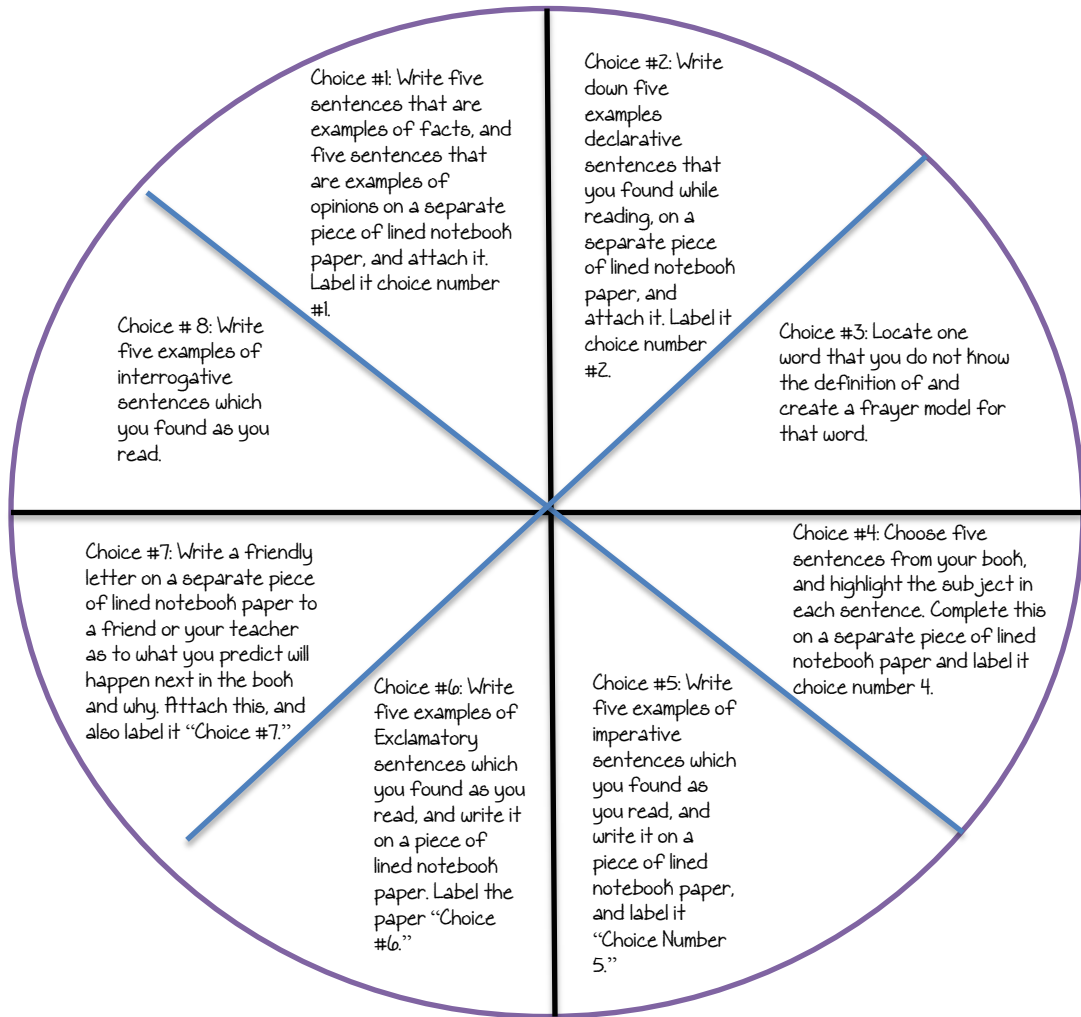 Choice #1: Write five
sentences that are
examples of facts, and
five sentences that
are examples of
opinions on a separate
piece of lined notebook
paper, and attach it.
Label it choice number
#1.
Choice #2: Write
down five
examples
declarative
sentences that
you found while
reading, on a
separate piece
of lined notebook
paper, and
attach it. Label it
choice number
#2.
Choice #3: Locate one
word that you do not know
the definition of and
create a frayer model for
that word.
Choice #4: Choose five
sentences from your book,
and highlight the subject in
each sentence. Complete this
on a separate piece of lined
notebook paper and label it
choice number 4.
Choice #5: Write
five examples of
imperative
sentences which
you found as
you read, and
write it on a
piece of lined
notebook paper,
and label it
“Choice Number
5.”
Choice #6: Write
five examples of
Exclamatory
sentences which
you found as you
read, and write it
on a piece of
lined notebook
paper. Label the
paper “Choice
#6.”
Choice #7: Write a friendly
letter on a separate piece
of lined notebook paper to
a friend or your teacher
as to what you predict will
happen next in the book
and why. Attach this, and
also label it “Choice #7.”
Choice # 8: Write
five examples of
interrogative
sentences which
you found as you
read.